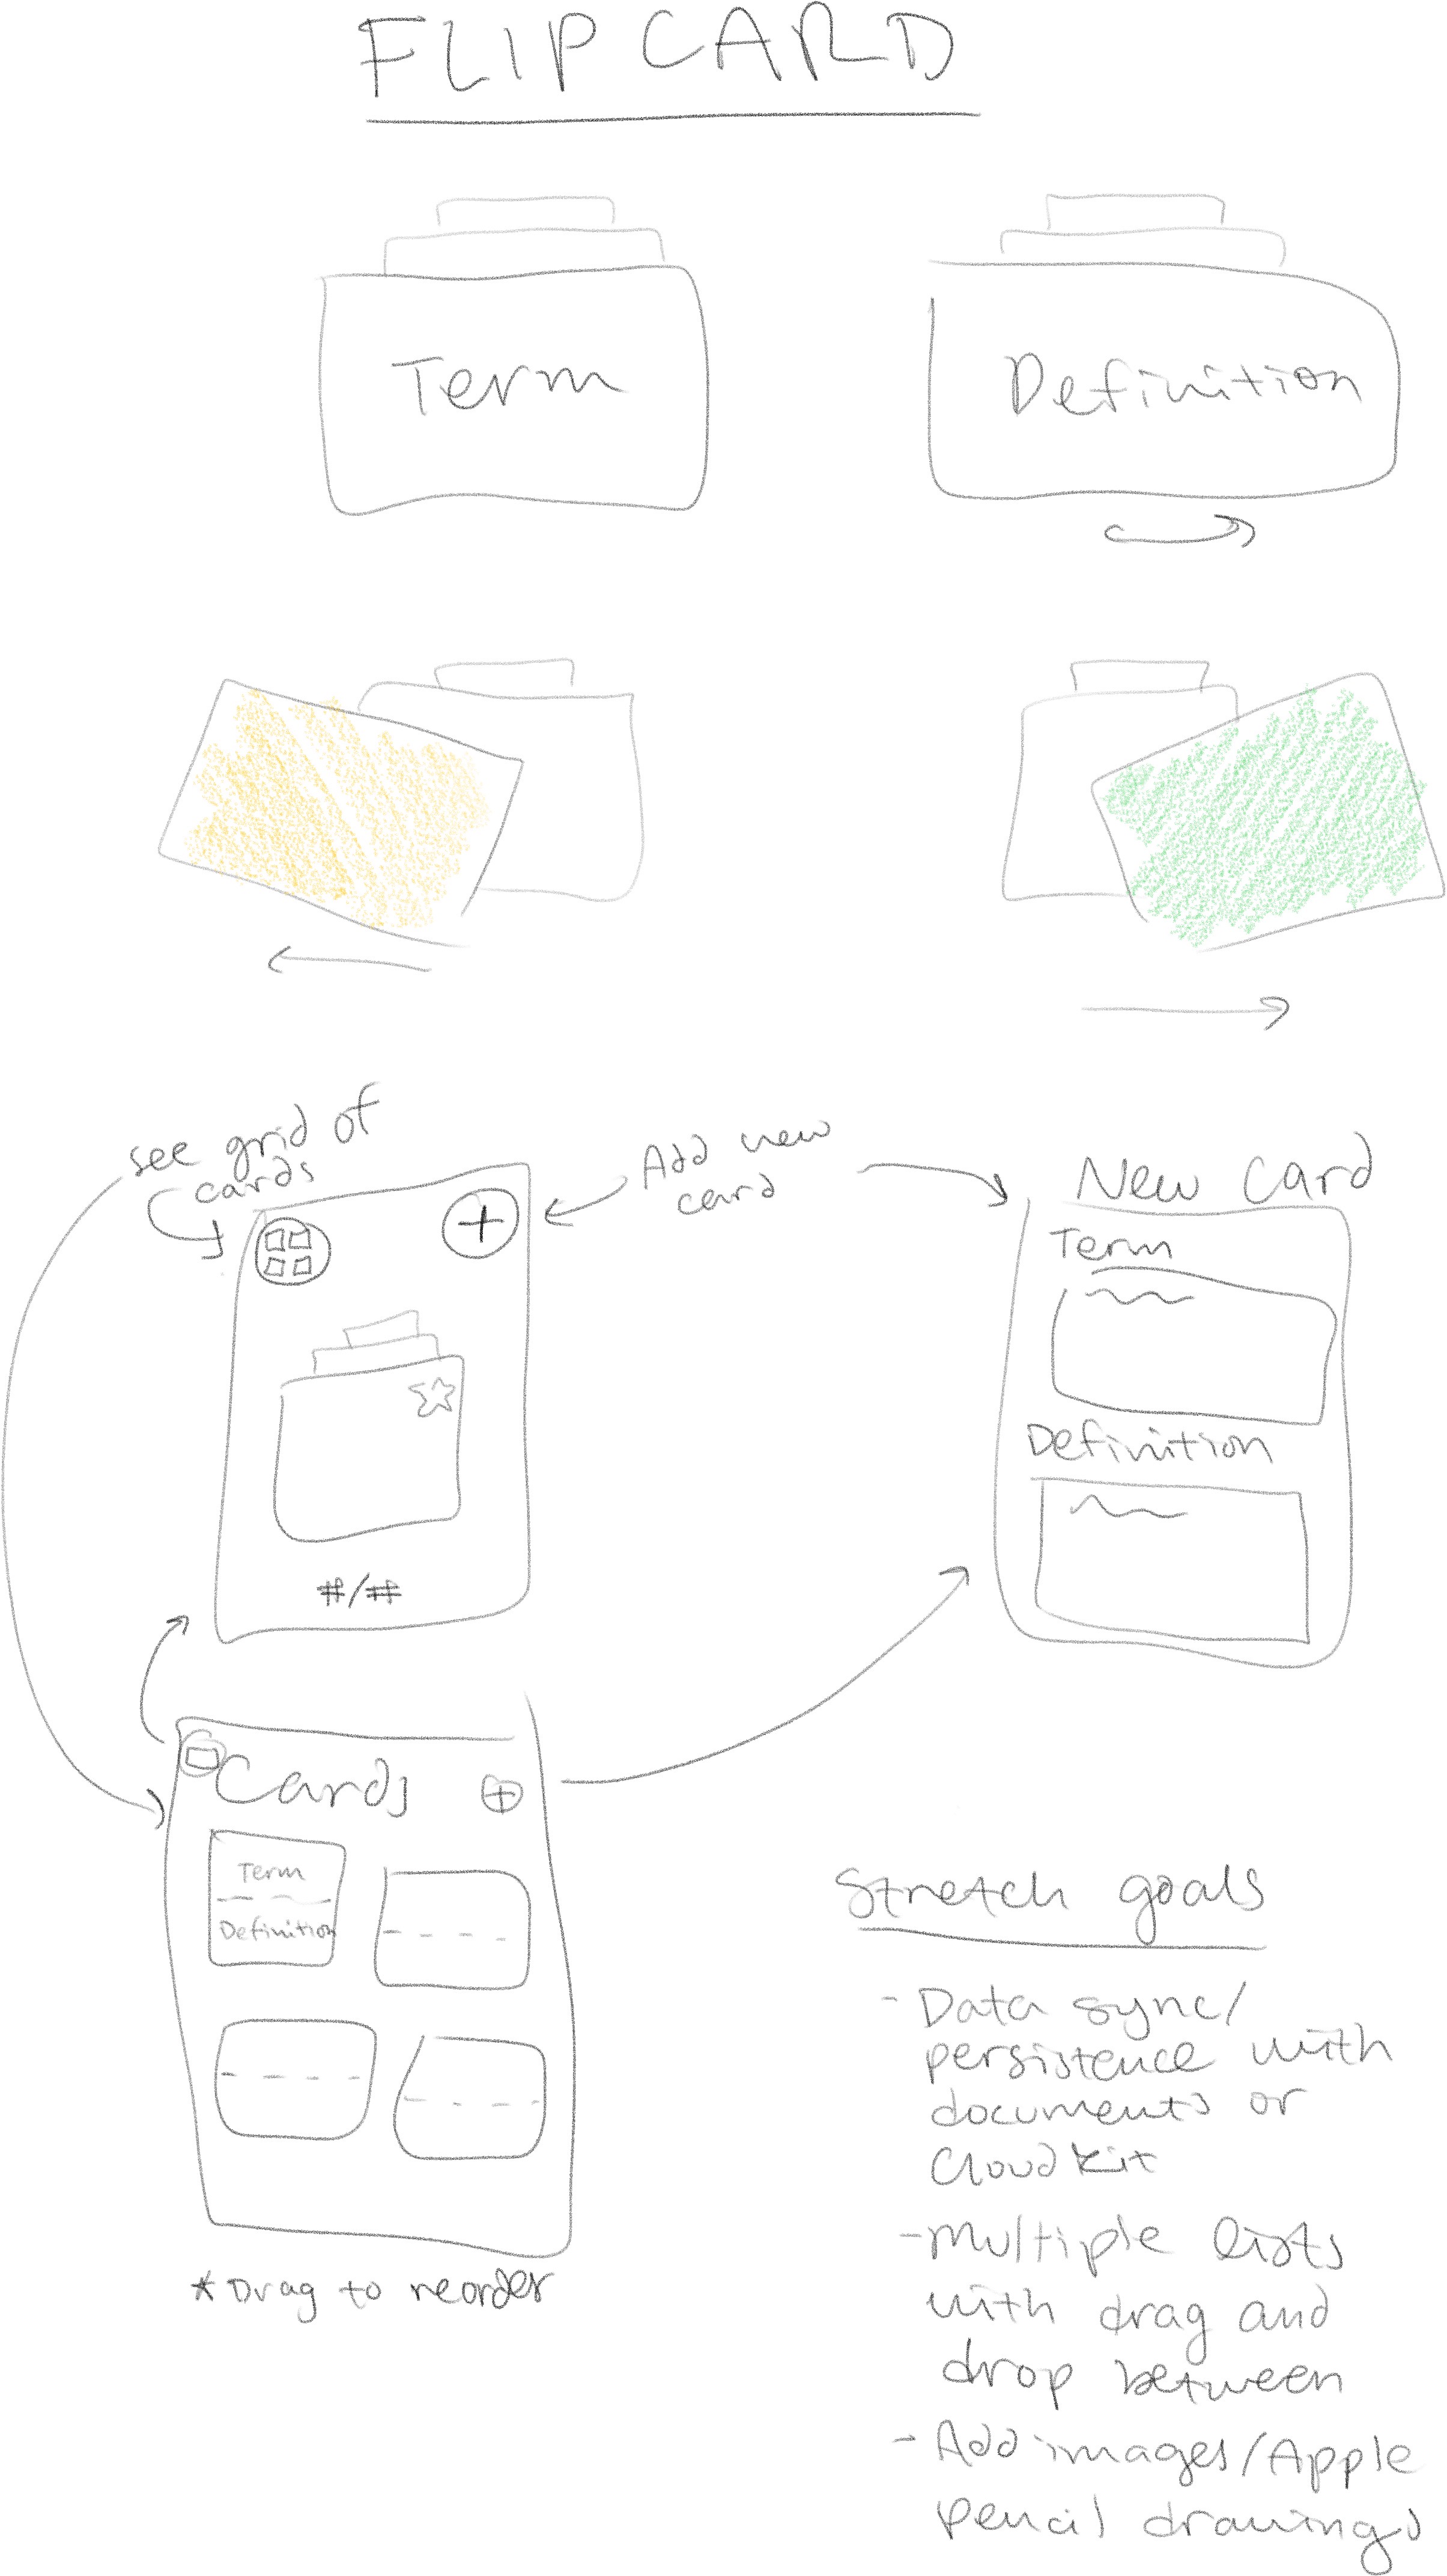 FLIPCARD
Term
Definition
see grid of
cards
Add new
card
#/#
New Card
Term
Definition
Cards
Term
Definition
*Drag to reorder
Stretch goals
- Data sync/
persistence with
documents or
CloudKit
- Multiple lists
with drag and
drop between
- Add images/Apple
pencil drawings